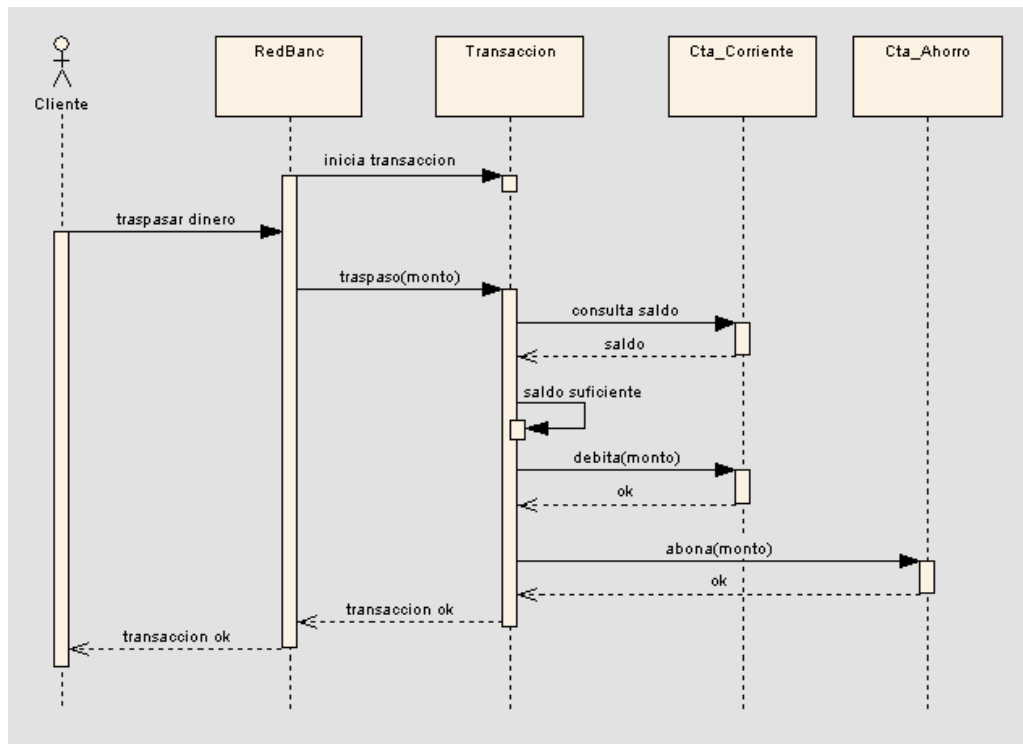 RedBanc
Transaccion
Cta_Corriente
Cta_Ahorro
Cliente
inicia transaccion
traspasar dinero
traspaso(monto)
consulta saldo
saldo
saldo suficiente
debita(monto)
ok
abona(monto)
ok
transaccion ok
transaccion ok